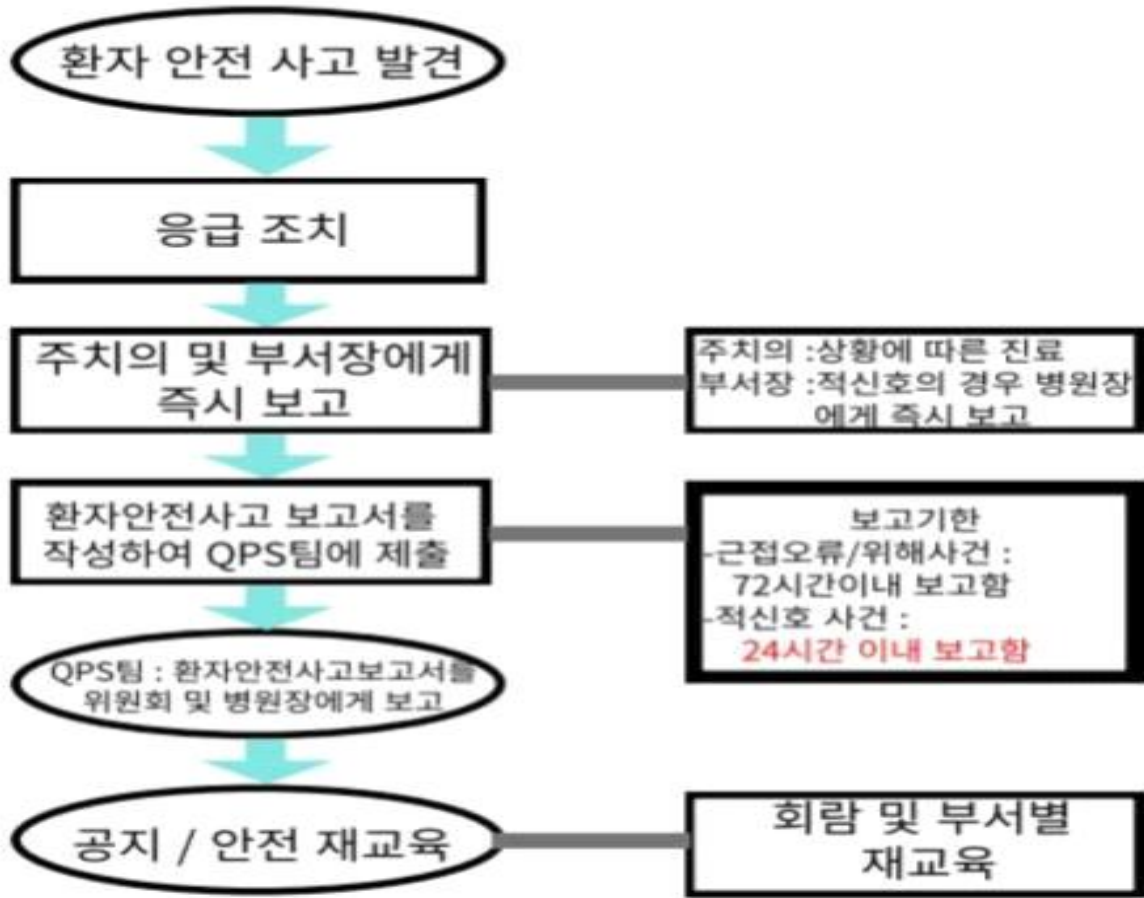 환자 안전 사고 발견
응급 조치
주치의 및 부서장에게
즉시 보고
주치의 :상황에 따른 진료
부서장 :적신호의 경우 병원장
에게 즉시 보고
환자안전사고 보고서를
작성하여 QPS팀에 제출
보고기한
-근접오류/위해사건 :
72시간이내 보고함
-적신호 사건 :
24시간 이내 보고함
QPS팀 : 환자안전사고보고서를
위원회 및 병원장에게 보고
공지 / 안전 재교육
회람 및 부서별
재교육